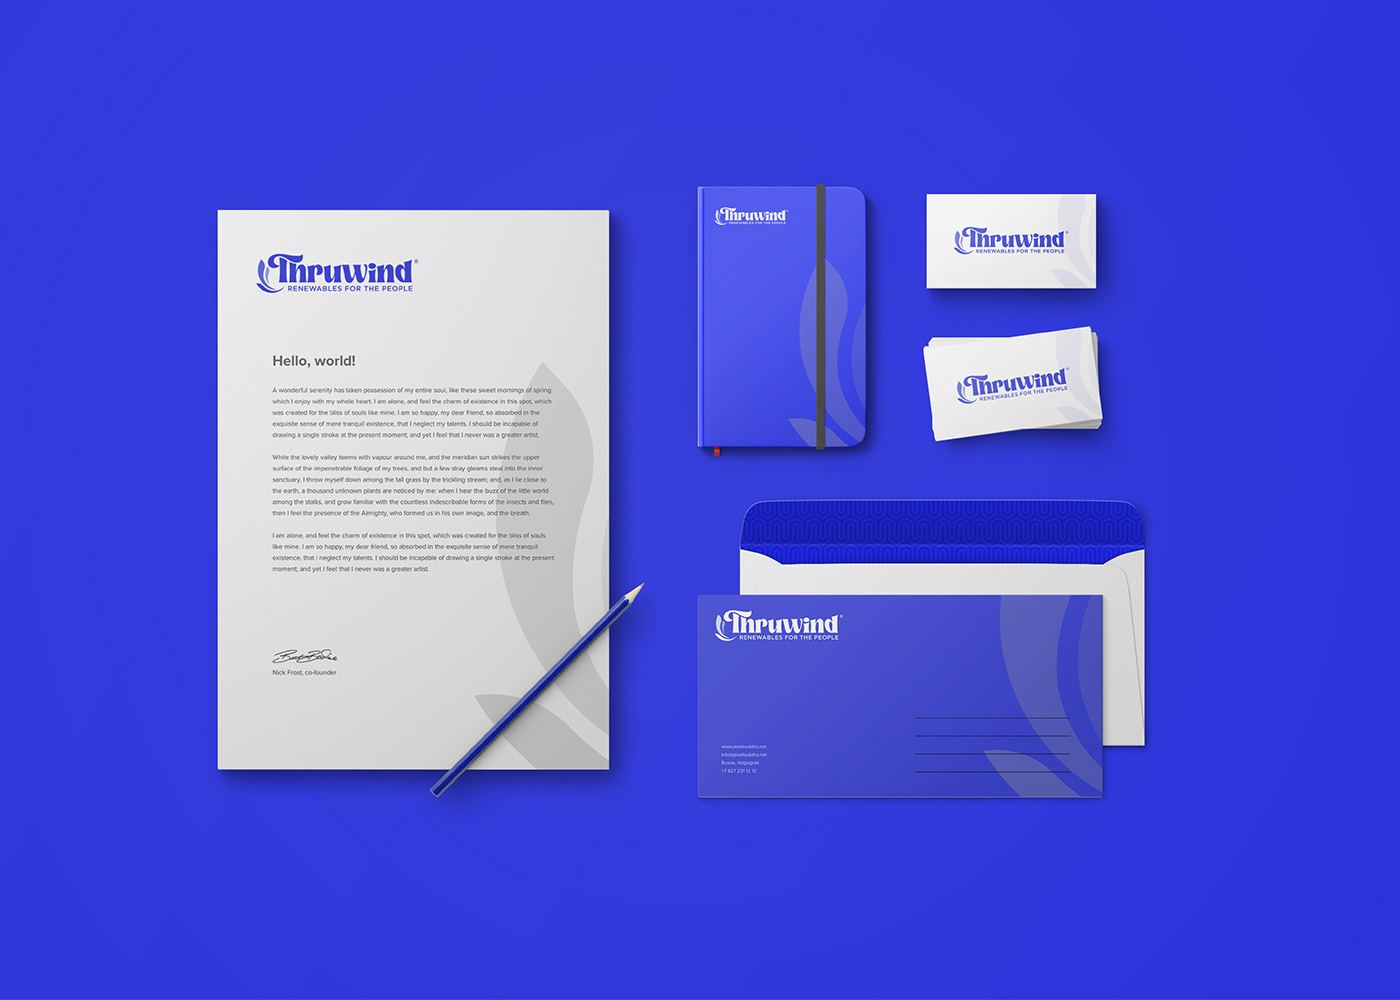 Thruwind®
RENEWABLES FOR THE PEOPLE
Hello, world!
A wonderful serenity has taken possession of my entire soul, like these sweet mornings of spring
which I enjoy with my whole heart. I am alone, and feel the charm of existence in this spot, which
was created for the bliss of souls like mine. I am so happy, my dear friend, so absorbed in the
exquisite sense of mere tranquil existence, that I neglect my talents. I should be incapable of
drawing a single stroke at the present moment; and yet I feel that I never was a greater artist.
While the lovely valley teems with vapour around me, and the meridian sun strikes the upper
surface of the impenetrable foliage of my trees, and but a few stray gleams steal into the inner
sanctuary, I throw myself down among the tall grass by the trickling stream; and, as I lie close to
the earth, a thousand unknown plants are noticed by me: when I hear the buzz of the little world
among the stalks, and grow familiar with the countless indescribable forms of the insects and flies,
then I feel the presence of the Almighty, who formed us in his own image, and the breath.
I am alone, and feel the charm of existence in this spot, which was created for the bliss of souls
like mine. I am so happy, my dear friend, so absorbed in the exquisite sense of mere tranquil
existence, that I neglect my talents. I should be incapable of drawing a single stroke at the present
moment; and yet I feel that I never was a greater artist.
Nick Frost, co-founder
Thruwind®
RENEWABLES FOR THE PEOPLE
Thruwind®
RENEWABLES FOR THE PEOPLE
Thruwind®
RENEWABLES FOR THE PEOPLE
Thruwind®
RENEWABLES FOR THE PEOPLE
www.pixelbuddha.net
info@pixelbuddha.net
Russia, Volgograd
+7 927 231 12 12